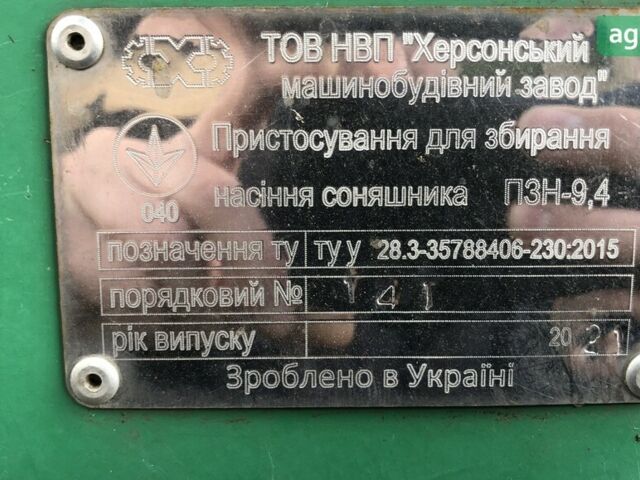 ag
ТОВ НВП "Херсонський
машинобудівний завод"
Пристосування для збирання
насіння соняшника ПЗН-9,4
040
позначення ту ту у 28.3-35788406-230:2015
порядковий № 141
рік випуску 2021
Зроблено в Україні